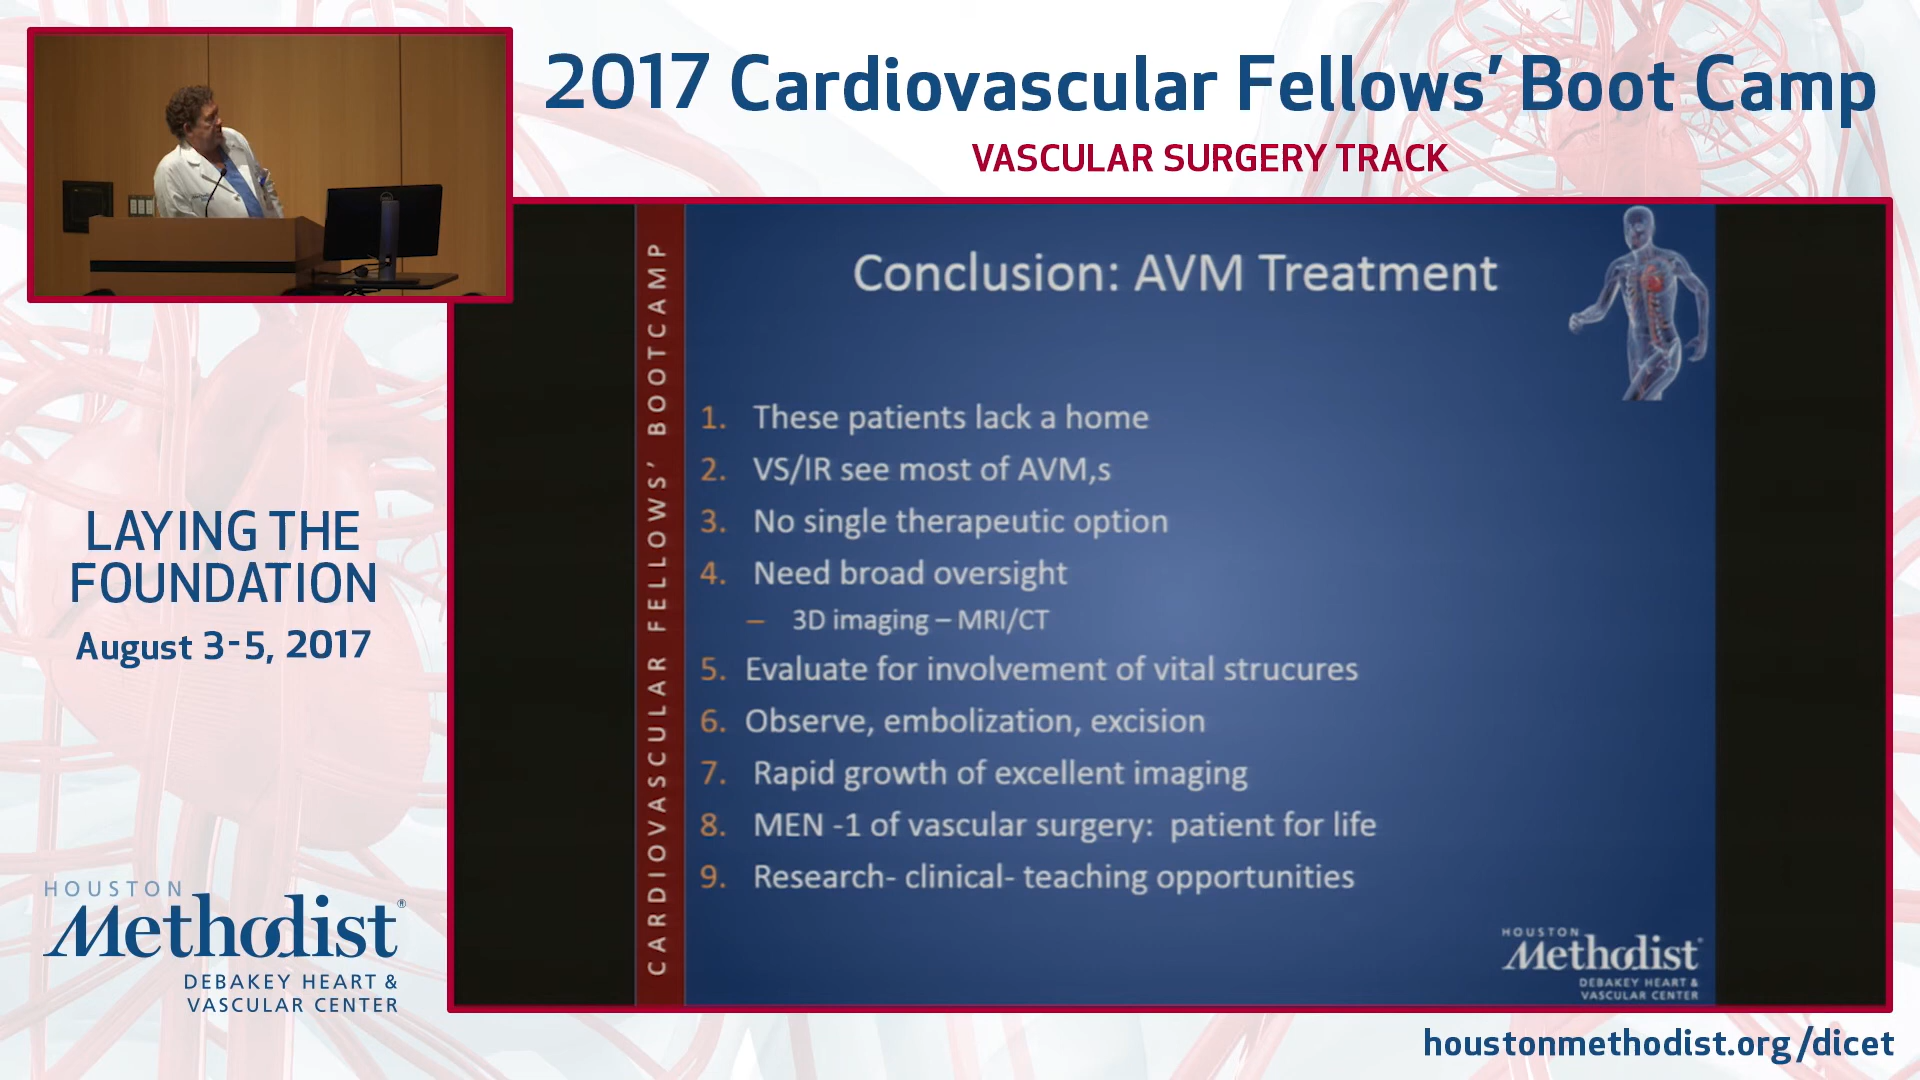 2017 Cardiovascular Fellows’ Boot Camp
VASCULAR SURGERY TRACK
CARDIOVASCULAR FELLOWS' BOOTCAMP
Conclusion: AVM Treatment
1. These patients lack a home
2. VS/IR see most of AVM,s
3. No single therapeutic option
4. Need broad oversight
– 3D imaging – MRI/CT
5. Evaluate for involvement of vital strucures
6. Observe, embolization, excision
7. Rapid growth of excellent imaging
8. MEN -1 of vascular surgery: patient for life
9. Research- clinical- teaching opportunities
HOUSTON
Methodist
DEBAKEY HEART &
VASCULAR CENTER
LAYING THE
FOUNDATION
August 3-5, 2017
HOUSTON
Methodist®
DEBAKEY HEART &
VASCULAR CENTER
houstonmethodist.org/dicet